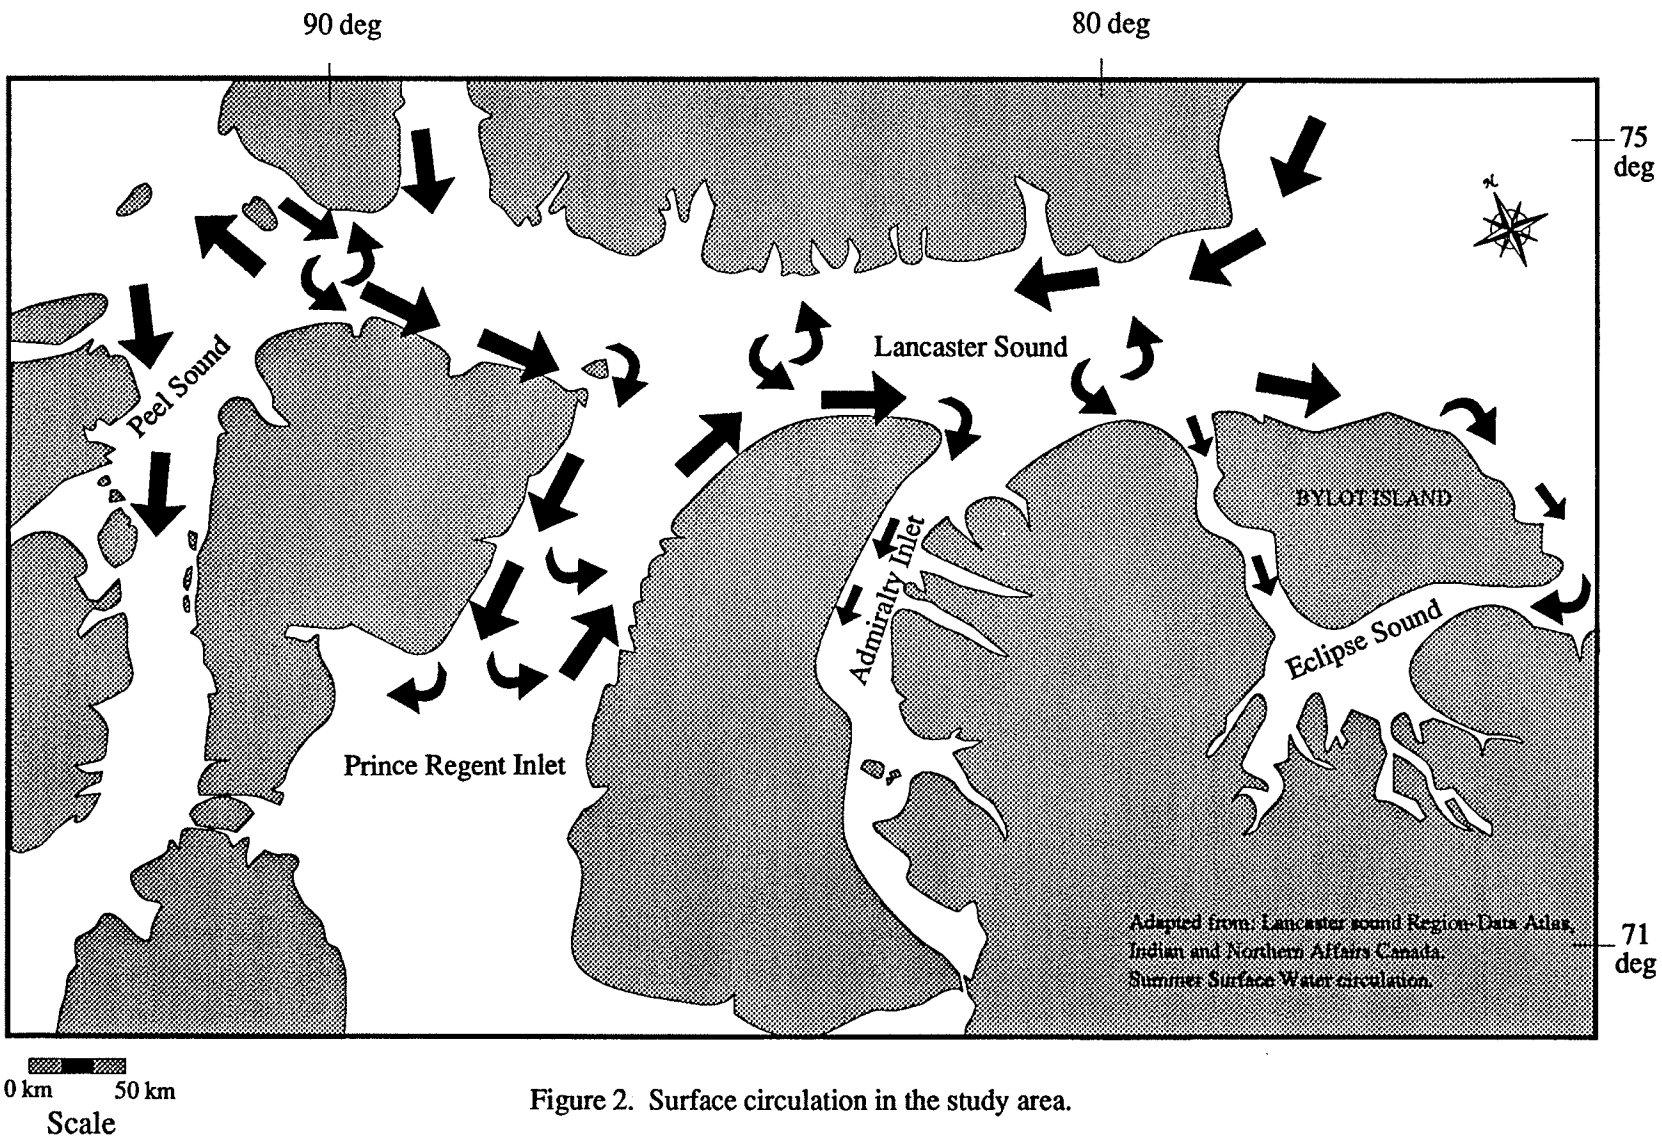 90 deg
80 deg
75
deg
N
Peel Sound
Lancaster Sound
BYLOT ISLAND
Admiralty Inlet
Eclipse Sound
Prince Regent Inlet
Adapted from: Lancaster sound Region-Data Atlas,
Indian and Northern Affairs Canada.
Summer Surface Water circulation.
71
deg
0 km 50 km
Scale
Figure 2. Surface circulation in the study area.